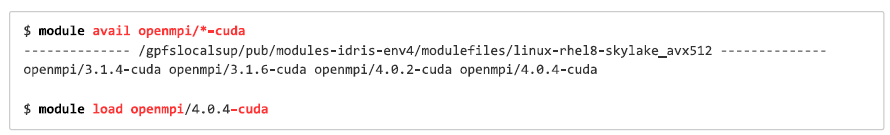 $ module avail openmpi/*-cuda
-------------- /gpfslocalsup/pub/modules-idris-env4/modulefiles/linux-rhel8-skylake_avx512 --------------
openmpi/3.1.4-cuda openmpi/3.1.6-cuda openmpi/4.0.2-cuda openmpi/4.0.4-cuda
$ module load openmpi/4.0.4-cuda